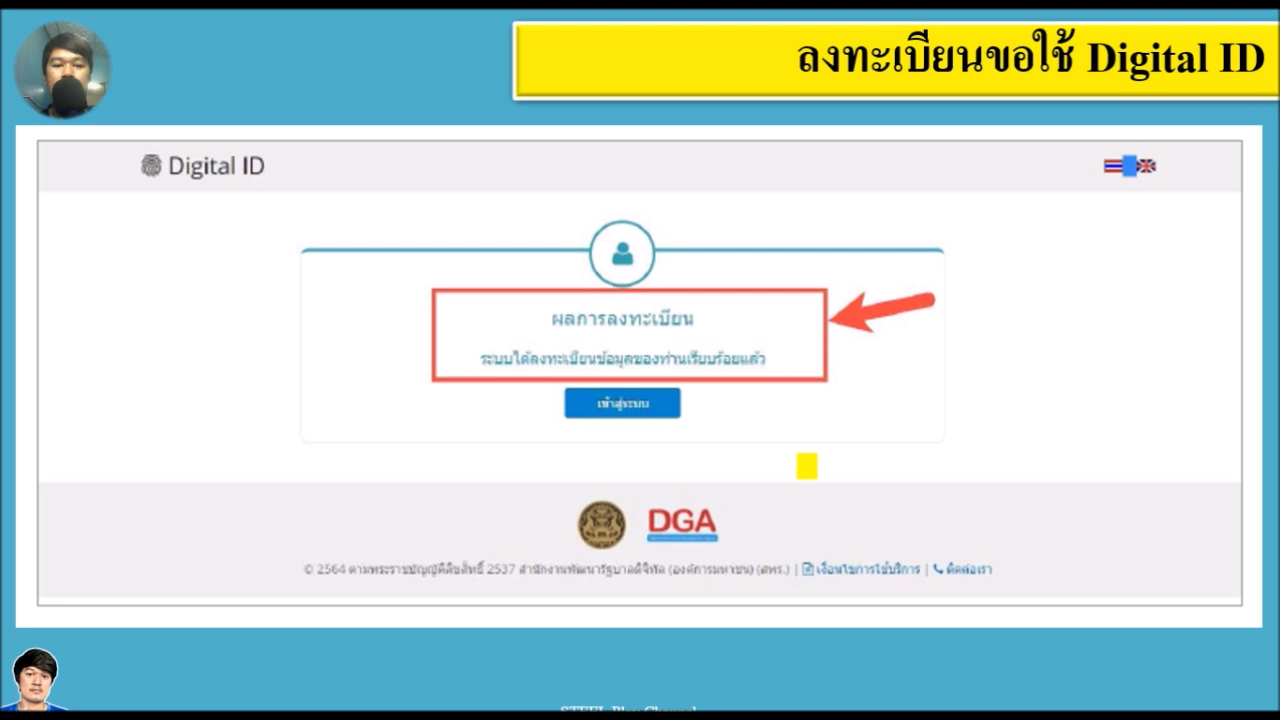 ลงทะเบียนขอใช้ Digital ID
Digital ID
ผลการลงทะเบียน
ระบบได้ลงทะเบียนข้อมูลของท่านเรียบร้อยแล้ว
เข้าสู่ระบบ
DGA
© 2564 ตามพระราชบัญญัติลิขสิทธิ์ 2537 สำนักงานพัฒนารัฐบาลดิจิทัล (องค์การมหาชน) (สพร.) | เงื่อนไขการใช้บริการ | ติดต่อเรา